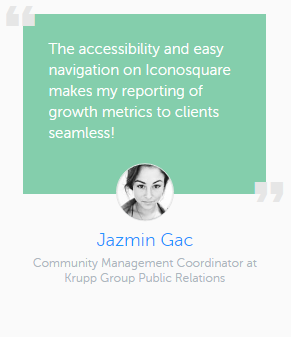 The accessibility and easy
navigation on Iconosquare
makes my reporting of
growth metrics to clients
seamless!
Jazmin Gac
Community Management Coordinator at
Krupp Group Public Relations